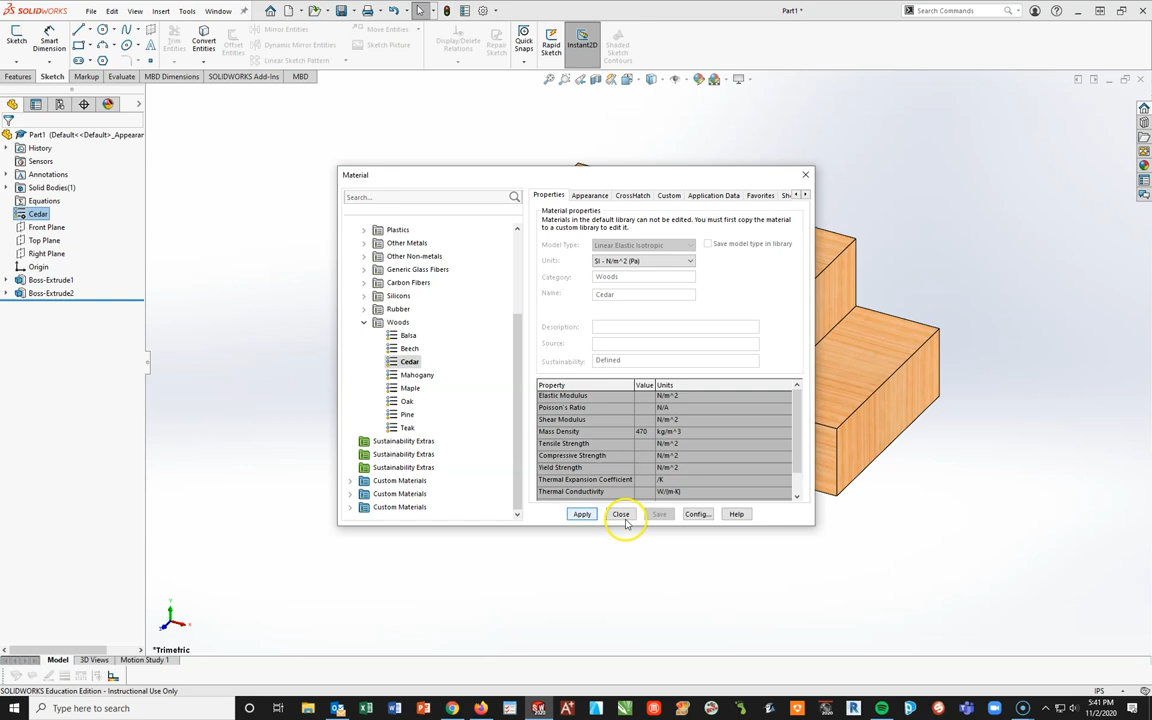 SOLIDWORKS File Edit View Insert Tools Window Part1 * Search Commands
Sketch Smart Dimension Trim Entities Convert Entities Offset Entities Mirror Entities Dynamic Mirror Entities Linear Sketch Pattern Move Entities Sketch Picture Display/Delete Relations Repair Sketch Quick Snaps Rapid Sketch Instant2D Shaded Sketch Contours
Features Sketch Markup Evaluate MBD Dimensions SOLIDWORKS Add-Ins MBD
Part1 (Default<<Default>_Appearar
History
Sensors
Annotations
Solid Bodies(1)
Equations
Cedar
Front Plane
Top Plane
Right Plane
Origin
Boss-Extrude1
Boss-Extrude2
Material
Search...
Plastics
Other Metals
Other Non-metals
Generic Glass Fibers
Carbon Fibers
Silicons
Rubber
Woods
Balsa
Beech
Cedar
Mahogany
Maple
Oak
Pine
Teak
Sustainability Extras
Sustainability Extras
Sustainability Extras
Custom Materials
Custom Materials
Custom Materials
Properties Appearance CrossHatch Custom Application Data Favorites Sh
Material properties
Materials in the default library can not be edited. You must first copy the material
to a custom library to edit it.
Model Type: Linear Elastic Isotropic Save model type in library
Units: SI - N/m^2 (Pa)
Category: Woods
Name: Cedar
Description:
Source:
Sustainability: Defined
Property Value Units
Elastic Modulus N/m^2
Poisson's Ratio N/A
Shear Modulus N/m^2
Mass Density 470 kg/m^3
Tensile Strength N/m^2
Compressive Strength N/m^2
Yield Strength N/m^2
Thermal Expansion Coefficient /K
Thermal Conductivity W/(m·K)
Apply Close Save Config... Help
*Trimetric
Model 3D Views Motion Study 1
SOLIDWORKS Education Edition - Instructional Use Only IPS
Type here to search
5:41 PM
11/2/2020